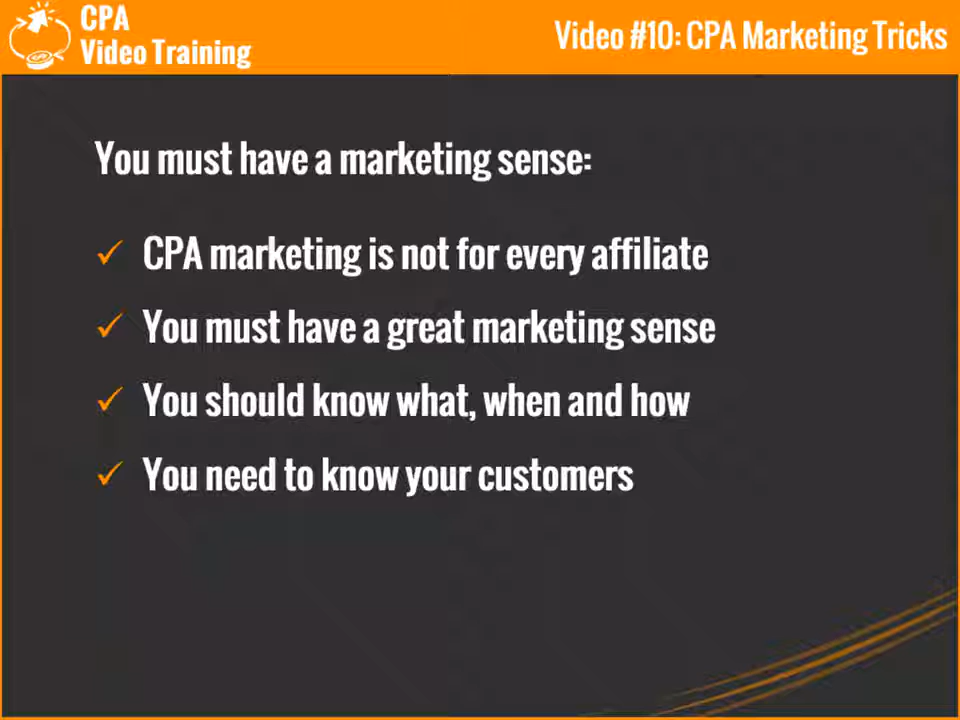 CPA
Video Training
Video #10: CPA Marketing Tricks
You must have a marketing sense:
CPA marketing is not for every affiliate
You must have a great marketing sense
You should know what, when and how
You need to know your customers